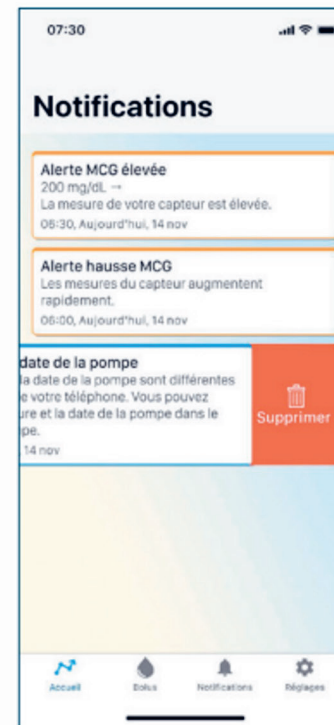 07:30
Notifications
Alerte MCG élevée
200 mg/dL →
La mesure de votre capteur est élevée.
06:30, Aujourd'hui, 14 nov
Alerte hausse MCG
Les mesures du capteur augmentent
rapidement.
06:00, Aujourd'hui, 14 nov
date de la pompe
la date de la pompe sont différentes
e votre téléphone. Vous pouvez
ure et la date de la pompe dans le
pe.
, 14 nov
Supprimer
Accueil
Bolus
Notifications
Réglages